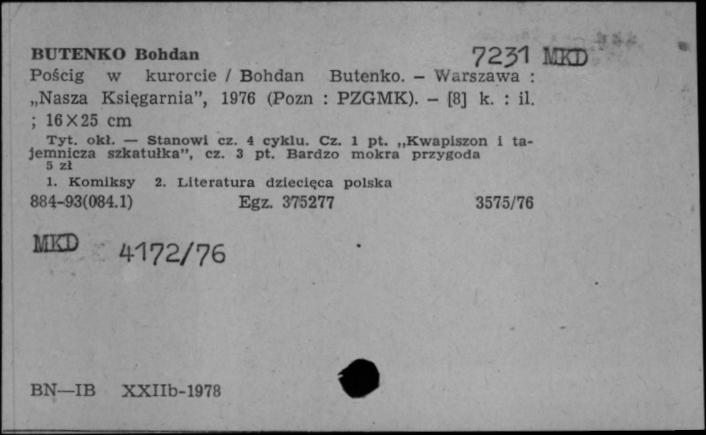 BUTENKO Bohdan 7231 MKD
Pościg w kurorcie / Bohdan Butenko. — Warszawa :
„Nasza Księgarnia”, 1976 (Pozn : PZGMK). — [8] k. : il.
; 16×25 cm
Tyt. okł. — Stanowi cz. 4 cyklu. Cz. 1 pt. „Kwapiszon i ta-
jemnicza szkatułka”, cz. 3 pt. Bardzo mokra przygoda
5 zł
1. Komiksy 2. Literatura dziecięca polska
884-93(084.1) Egz. 375277 3575/76
MKD 4172/76
BN—IB XXIIb-1978